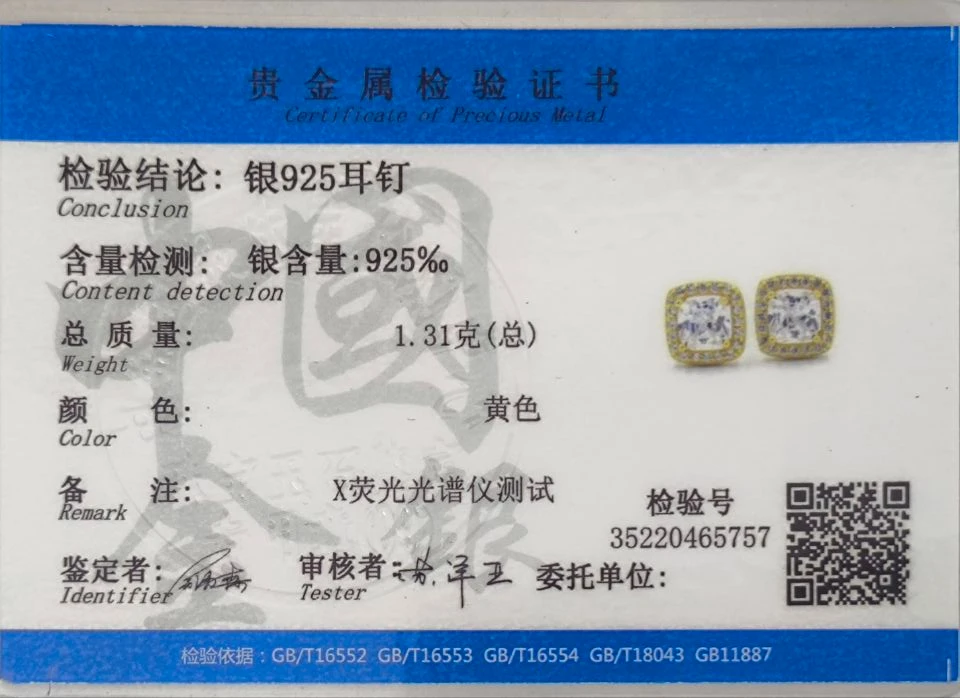 贵金属检验证书
Certificate of Precious Metal
检验结论: 银925耳钉
Conclusion
含量检测: 银含量:925‰
Content detection
总质量: 1.31克(总)
Weight
颜色: 黄色
Color
备注: X荧光光谱仪测试
Remark
检验号
35220465757
鉴定者: 审核者: 委托单位:
Identifier Tester
检验依据：GB/T16552 GB/T16553 GB/T16554 GB/T18043 GB11887
中國
金銀